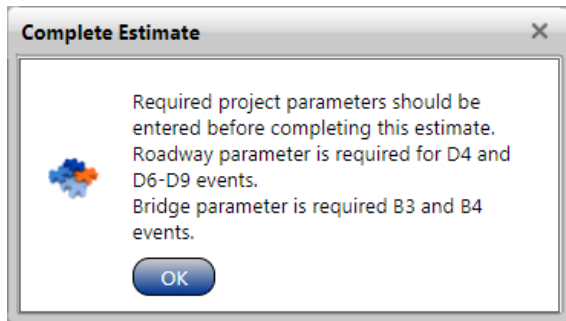 Complete Estimate
Required project parameters should be
entered before completing this estimate.
Roadway parameter is required for D4 and
D6-D9 events.
Bridge parameter is required B3 and B4
events.
OK